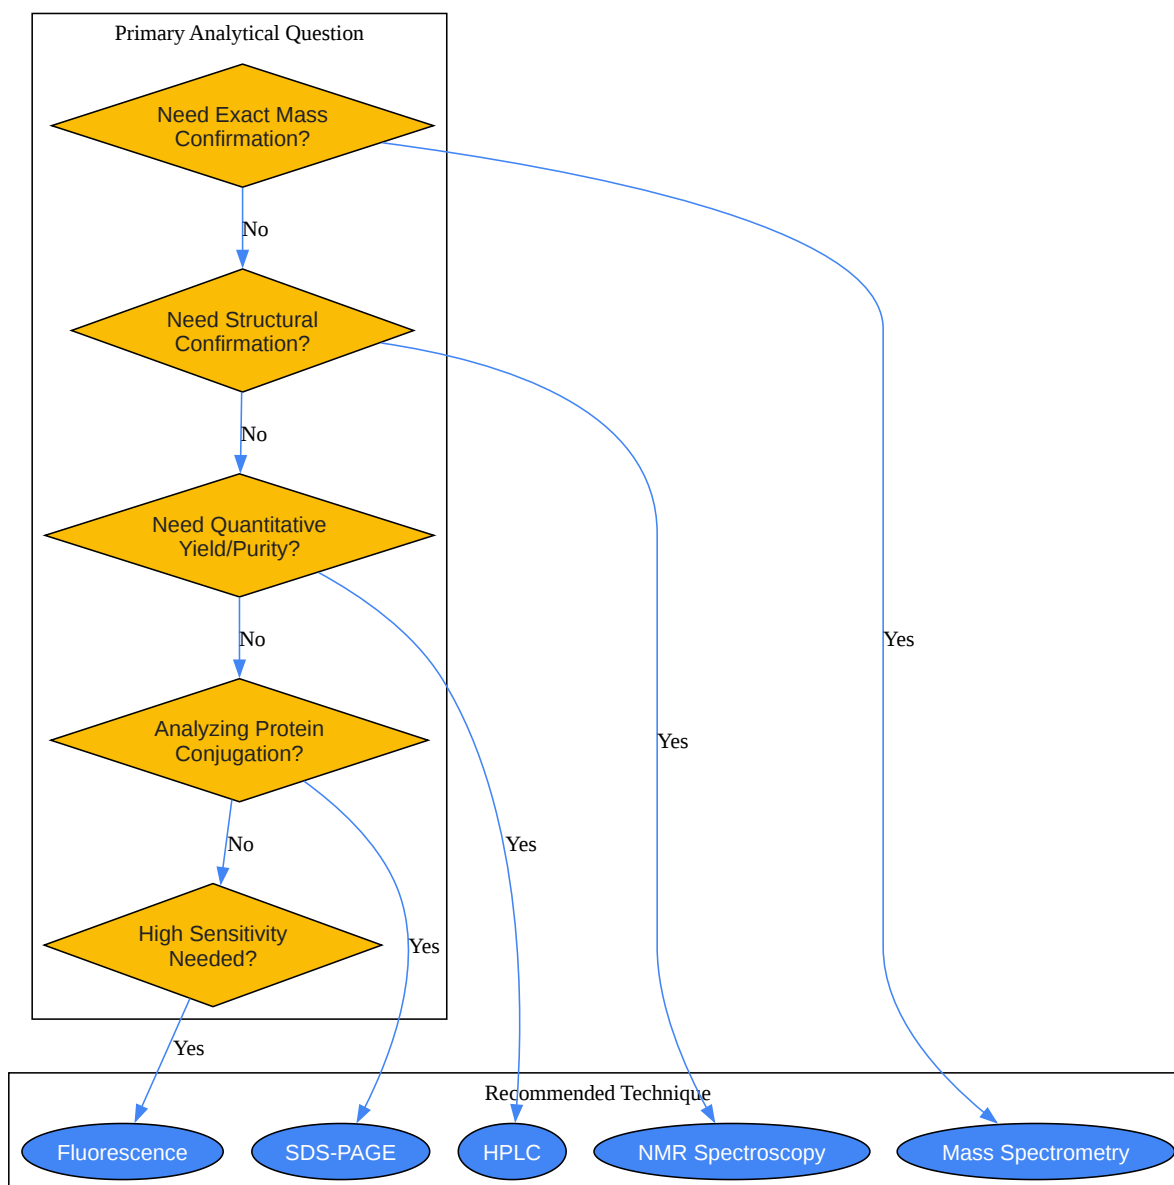 Primary Analytical Question
Need Exact Mass
Confirmation?
No
Need Structural
Confirmation?
No
Need Quantitative
Yield/Purity?
No
Yes
Analyzing Protein
Conjugation?
Yes
No
Yes
High Sensitivity
Needed?
Yes
Yes
Recommended Technique
Fluorescence
SDS-PAGE
HPLC
NMR Spectroscopy
Mass Spectrometry